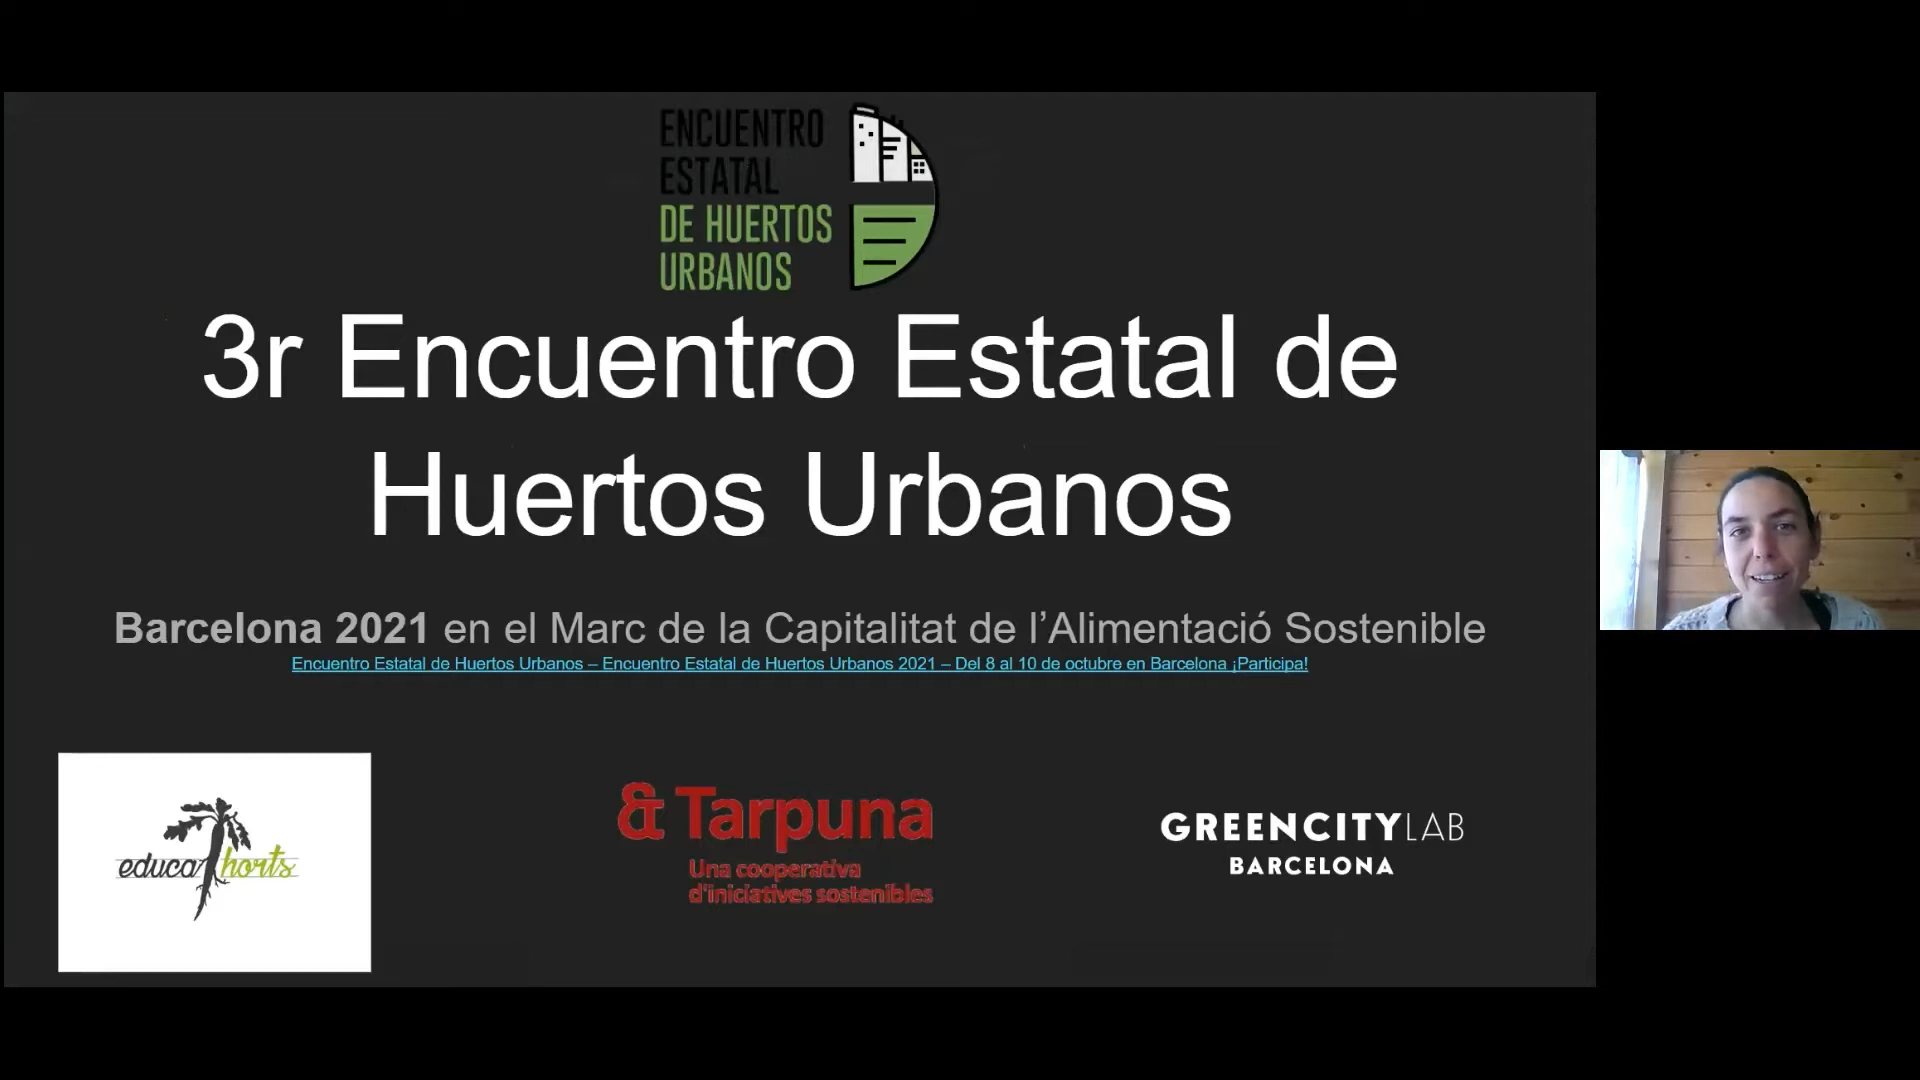 ENCUENTRO
ESTATAL
DE HUERTOS
URBANOS
3r Encuentro Estatal de
Huertos Urbanos
Barcelona 2021 en el Marc de la Capitalitat de l’Alimentació Sostenible
Encuentro Estatal de Huertos Urbanos – Encuentro Estatal de Huertos Urbanos 2021 – Del 8 al 10 de octubre en Barcelona ¡Participa!
educa horts
& Tarpuna
Una cooperativa
d'iniciatives sostenibles
GREENCITYLAB
BARCELONA